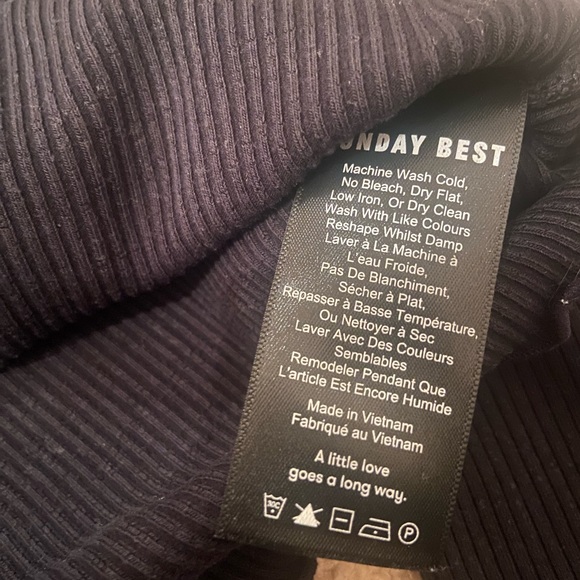 SUNDAY BEST
Machine Wash Cold,
No Bleach, Dry Flat,
Low Iron, Or Dry Clean
Wash With Like Colours
Reshape Whilst Damp
Laver à La Machine à
L'eau Froide,
Pas De Blanchiment,
Sécher à Plat,
Repasser à Basse Température,
Ou Nettoyer à Sec
Laver Avec Des Couleurs
Semblables
Remodeler Pendant Que
L'article Est Encore Humide
Made in Vietnam
Fabriqué au Vietnam
A little love
goes a long way.
30C
P